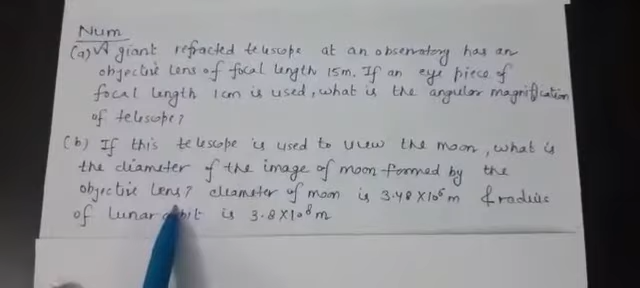 Num
(a) A giant refracted telescope at an observatory has an
objective lens of focal length 15m. If an eye piece of
focal length 1cm is used, what is the angular magnification
of telescope?
(b) If this telescope is used to view the moon, what is
the diameter of the image of moon formed by the
objective lens? diameter of moon is 3.48 X 10⁶ m & radius
of lunar is 3.8 X 10⁸ m